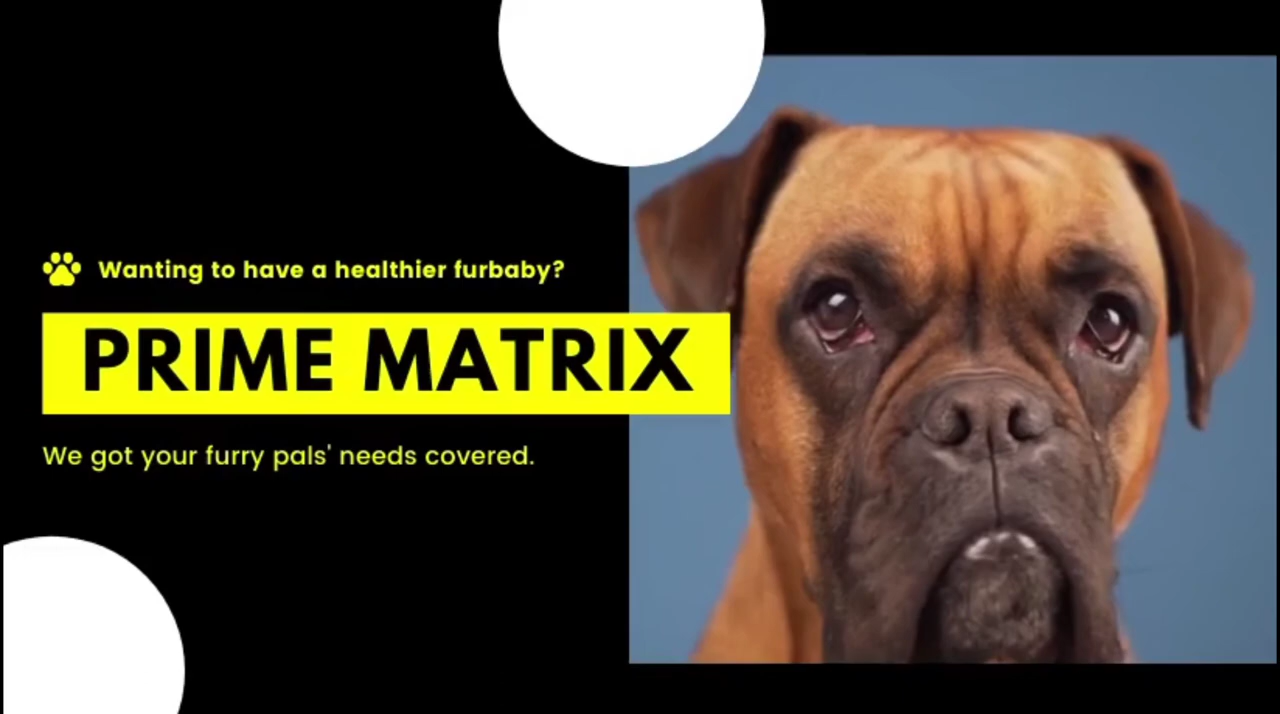 Wanting to have a healthier furbaby?
PRIME MATRIX
We got your furry pals' needs covered.